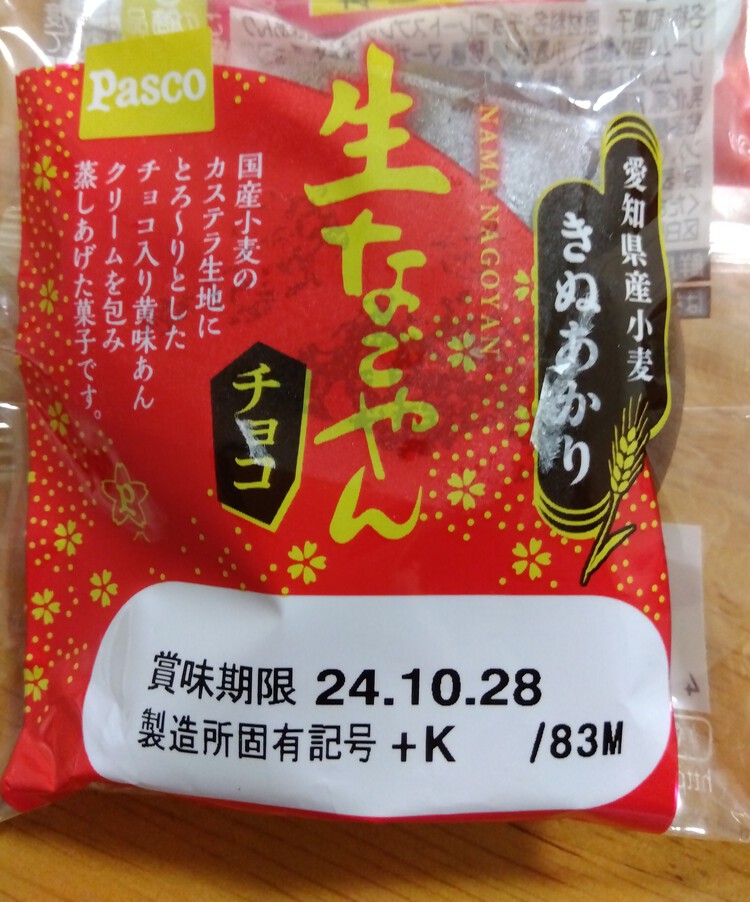 Pasco
生なごやん
NAMA NAGOYAN
チョコ
愛知県産小麦
きぬあかり
国産小麦の
カステラ生地に
とろ〜りとした
チョコ入り黄味あん
クリームを包み
蒸しあげた菓子です。
賞味期限 24.10.28
製造所固有記号 +K /83M